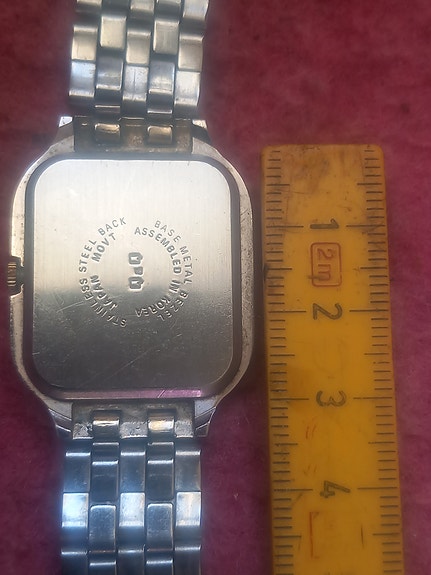 STAINLESS STEEL BACK
BASE METAL BEZEL
JAPAN MOVT
ASSEMBLED IN KOREA
1
2m
2
3
4